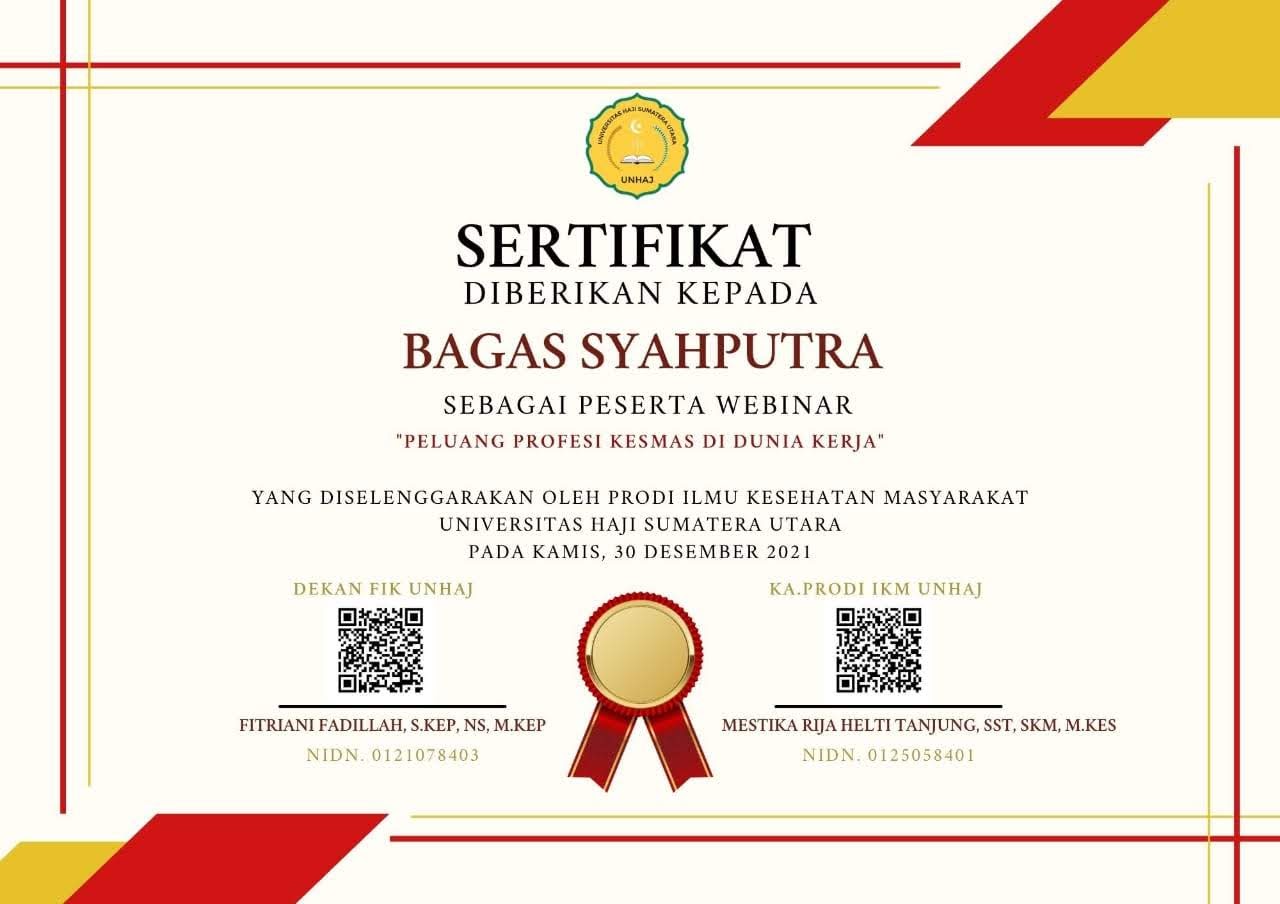 UNIVERSITAS HAJI SUMATERA UTARA
UNHAJ
SERTIFIKAT
DIBERIKAN KEPADA
BAGAS SYAHPUTRA
SEBAGAI PESERTA WEBINAR
"PELUANG PROFESI KESMAS DI DUNIA KERJA"
YANG DISELENGGARAKAN OLEH PRODI ILMU KESEHATAN MASYARAKAT
UNIVERSITAS HAJI SUMATERA UTARA
PADA KAMIS, 30 DESEMBER 2021
DEKAN FIK UNHAJ
FITRIANI FADILLAH, S.KEP, NS, M.KEP
NIDN. 0121078403
KA.PRODI IKM UNHAJ
MESTIKA RIJA HELTI TANJUNG, SST, SKM, M.KES
NIDN. 0125058401